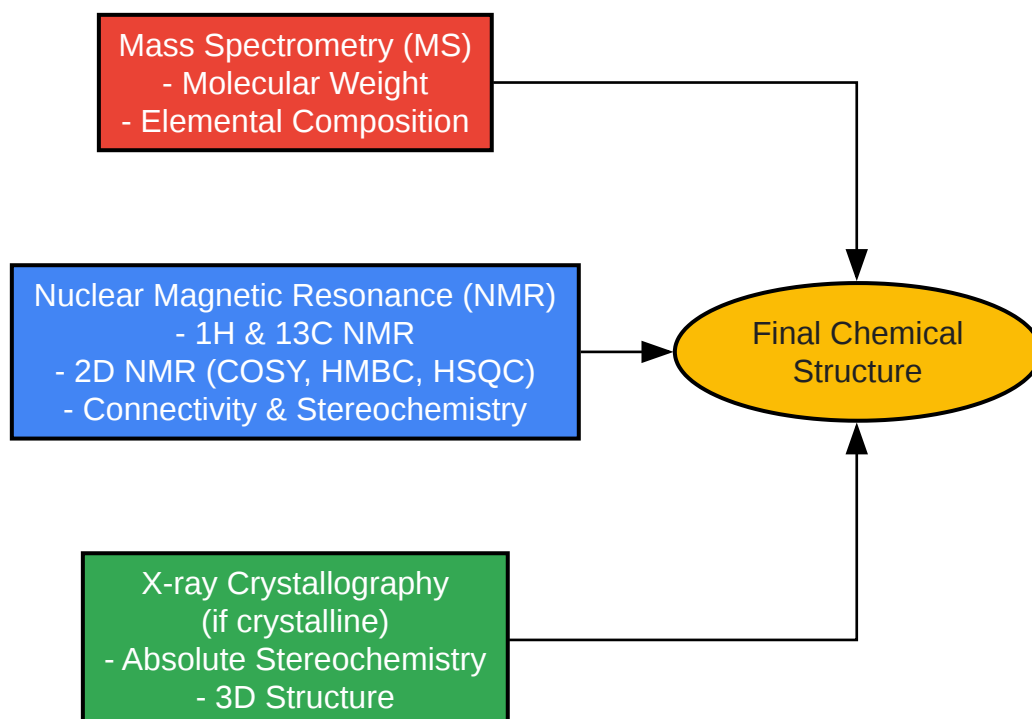 Mass Spectrometry (MS)
- Molecular Weight
- Elemental Composition
Nuclear Magnetic Resonance (NMR)
- 1H & 13C NMR
- 2D NMR (COSY, HMBC, HSQC)
- Connectivity & Stereochemistry
Final Chemical
Structure
X-ray Crystallography
(if crystalline)
- Absolute Stereochemistry
- 3D Structure